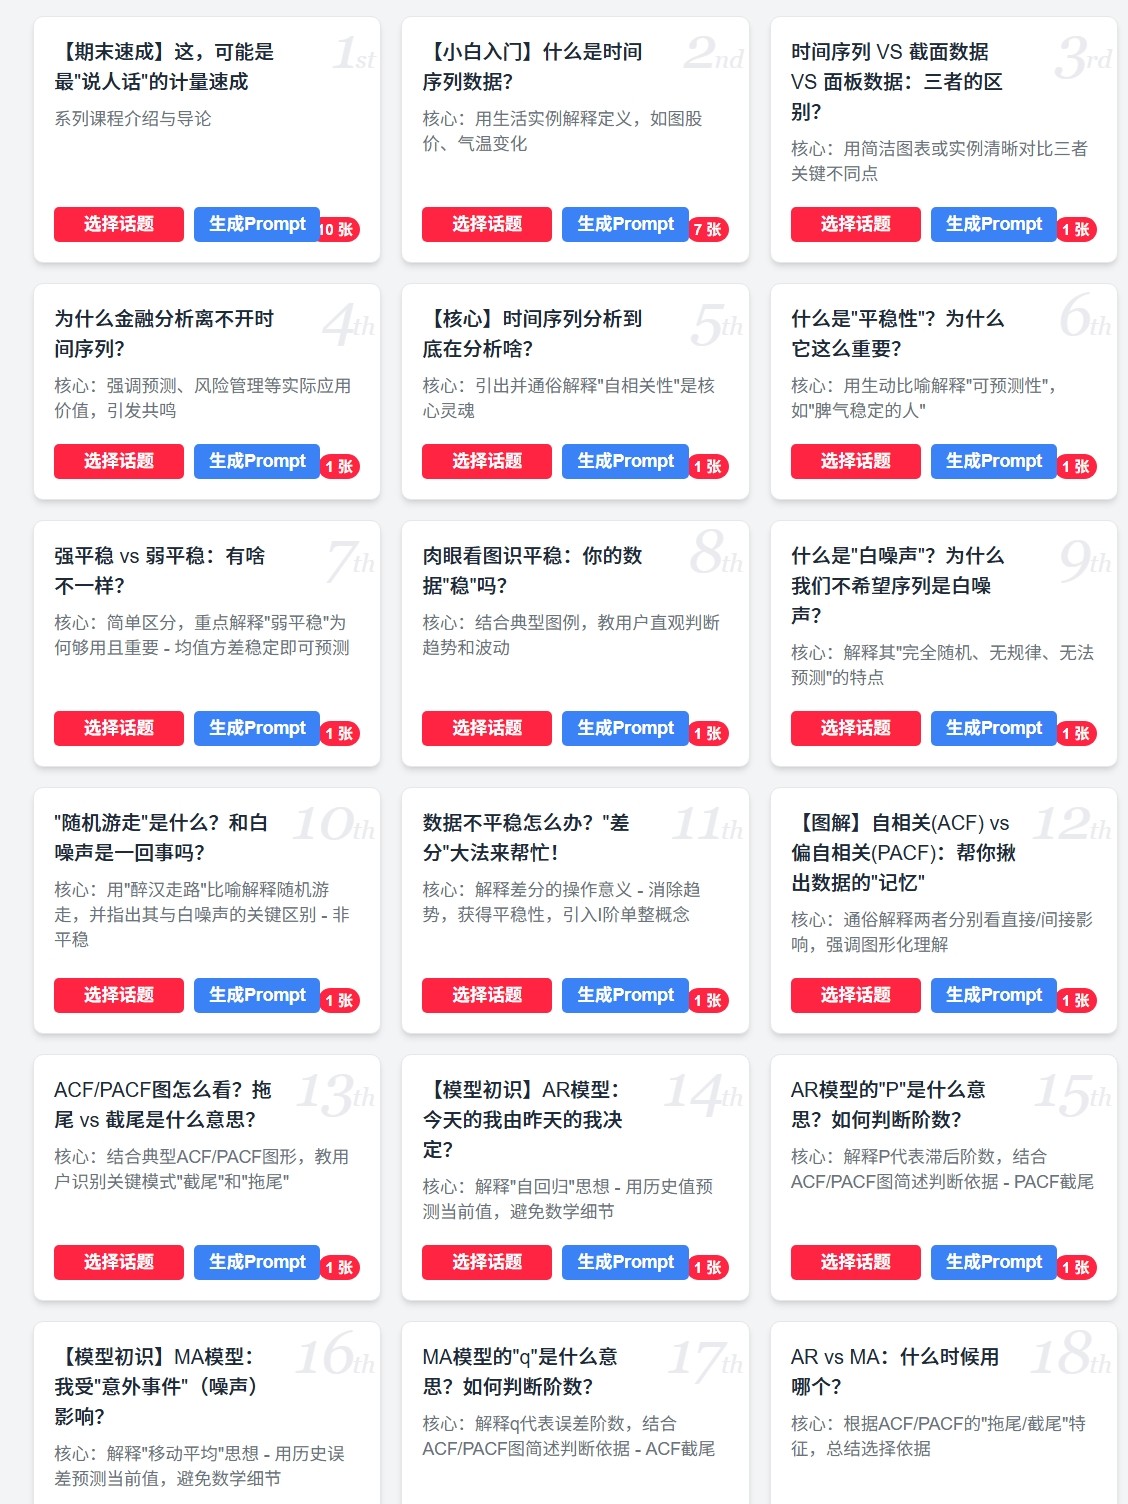 【期末速成】这，可能是
最"说人话"的计量速成
1st
系列课程介绍与导论
选择话题
生成Prompt
10 张
【小白入门】什么是时间
序列数据？
2nd
核心：用生活实例解释定义，如图股
价、气温变化
选择话题
生成Prompt
7 张
时间序列 VS 截面数据
VS 面板数据：三者的区
别？
3rd
核心：用简洁图表或实例清晰对比三者
关键不同点
选择话题
生成Prompt
1 张
为什么金融分析离不开时
间序列？
4th
核心：强调预测、风险管理等实际应用
价值，引发共鸣
选择话题
生成Prompt
1 张
【核心】时间序列分析到
底在分析啥？
5th
核心：引出并通俗解释"自相关性"是核
心灵魂
选择话题
生成Prompt
1 张
什么是"平稳性"？为什么
它这么重要？
6th
核心：用生动比喻解释"可预测性"，
如"脾气稳定的人"
选择话题
生成Prompt
1 张
强平稳 vs 弱平稳：有啥
不一样？
7th
核心：简单区分，重点解释"弱平稳"为
何够用且重要 - 均值方差稳定即可预测
选择话题
生成Prompt
1 张
肉眼看图识平稳：你的数
据"稳"吗？
8th
核心：结合典型图例，教用户直观判断
趋势和波动
选择话题
生成Prompt
1 张
什么是"白噪声"？为什么
我们不希望序列是白噪
声？
9th
核心：解释其"完全随机、无规律、无法
预测"的特点
选择话题
生成Prompt
1 张
"随机游走"是什么？和白
噪声是一回事吗？
10th
核心：用"醉汉走路"比喻解释随机游
走，并指出其与白噪声的关键区别 - 非
平稳
选择话题
生成Prompt
1 张
数据不平稳怎么办？"差
分"大法来帮忙！
11th
核心：解释差分的操作意义 - 消除趋
势，获得平稳性，引入I阶单整概念
选择话题
生成Prompt
1 张
【图解】自相关(ACF) vs
偏自相关(PACF)：帮你揪
出数据的"记忆"
12th
核心：通俗解释两者分别看直接/间接影
响，强调图形化理解
选择话题
生成Prompt
1 张
ACF/PACF图怎么看？拖
尾 vs 截尾是什么意思？
13th
核心：结合典型ACF/PACF图形，教用
户识别关键模式"截尾"和"拖尾"
选择话题
生成Prompt
1 张
【模型初识】AR模型：
今天的我由昨天的我决
定？
14th
核心：解释"自回归"思想 - 用历史值预
测当前值，避免数学细节
选择话题
生成Prompt
1 张
AR模型的"P"是什么意
思？如何判断阶数？
15th
核心：解释P代表滞后阶数，结合
ACF/PACF图简述判断依据 - PACF截尾
选择话题
生成Prompt
1 张
【模型初识】MA模型：
我受"意外事件"（噪声）
影响？
16th
核心：解释"移动平均"思想 - 用历史误
差预测当前值，避免数学细节
MA模型的"q"是什么意
思？如何判断阶数？
17th
核心：解释q代表误差阶数，结合
ACF/PACF图简述判断依据 - ACF截尾
AR vs MA：什么时候用
哪个？
18th
核心：根据ACF/PACF的"拖尾/截尾"特
征，总结选择依据